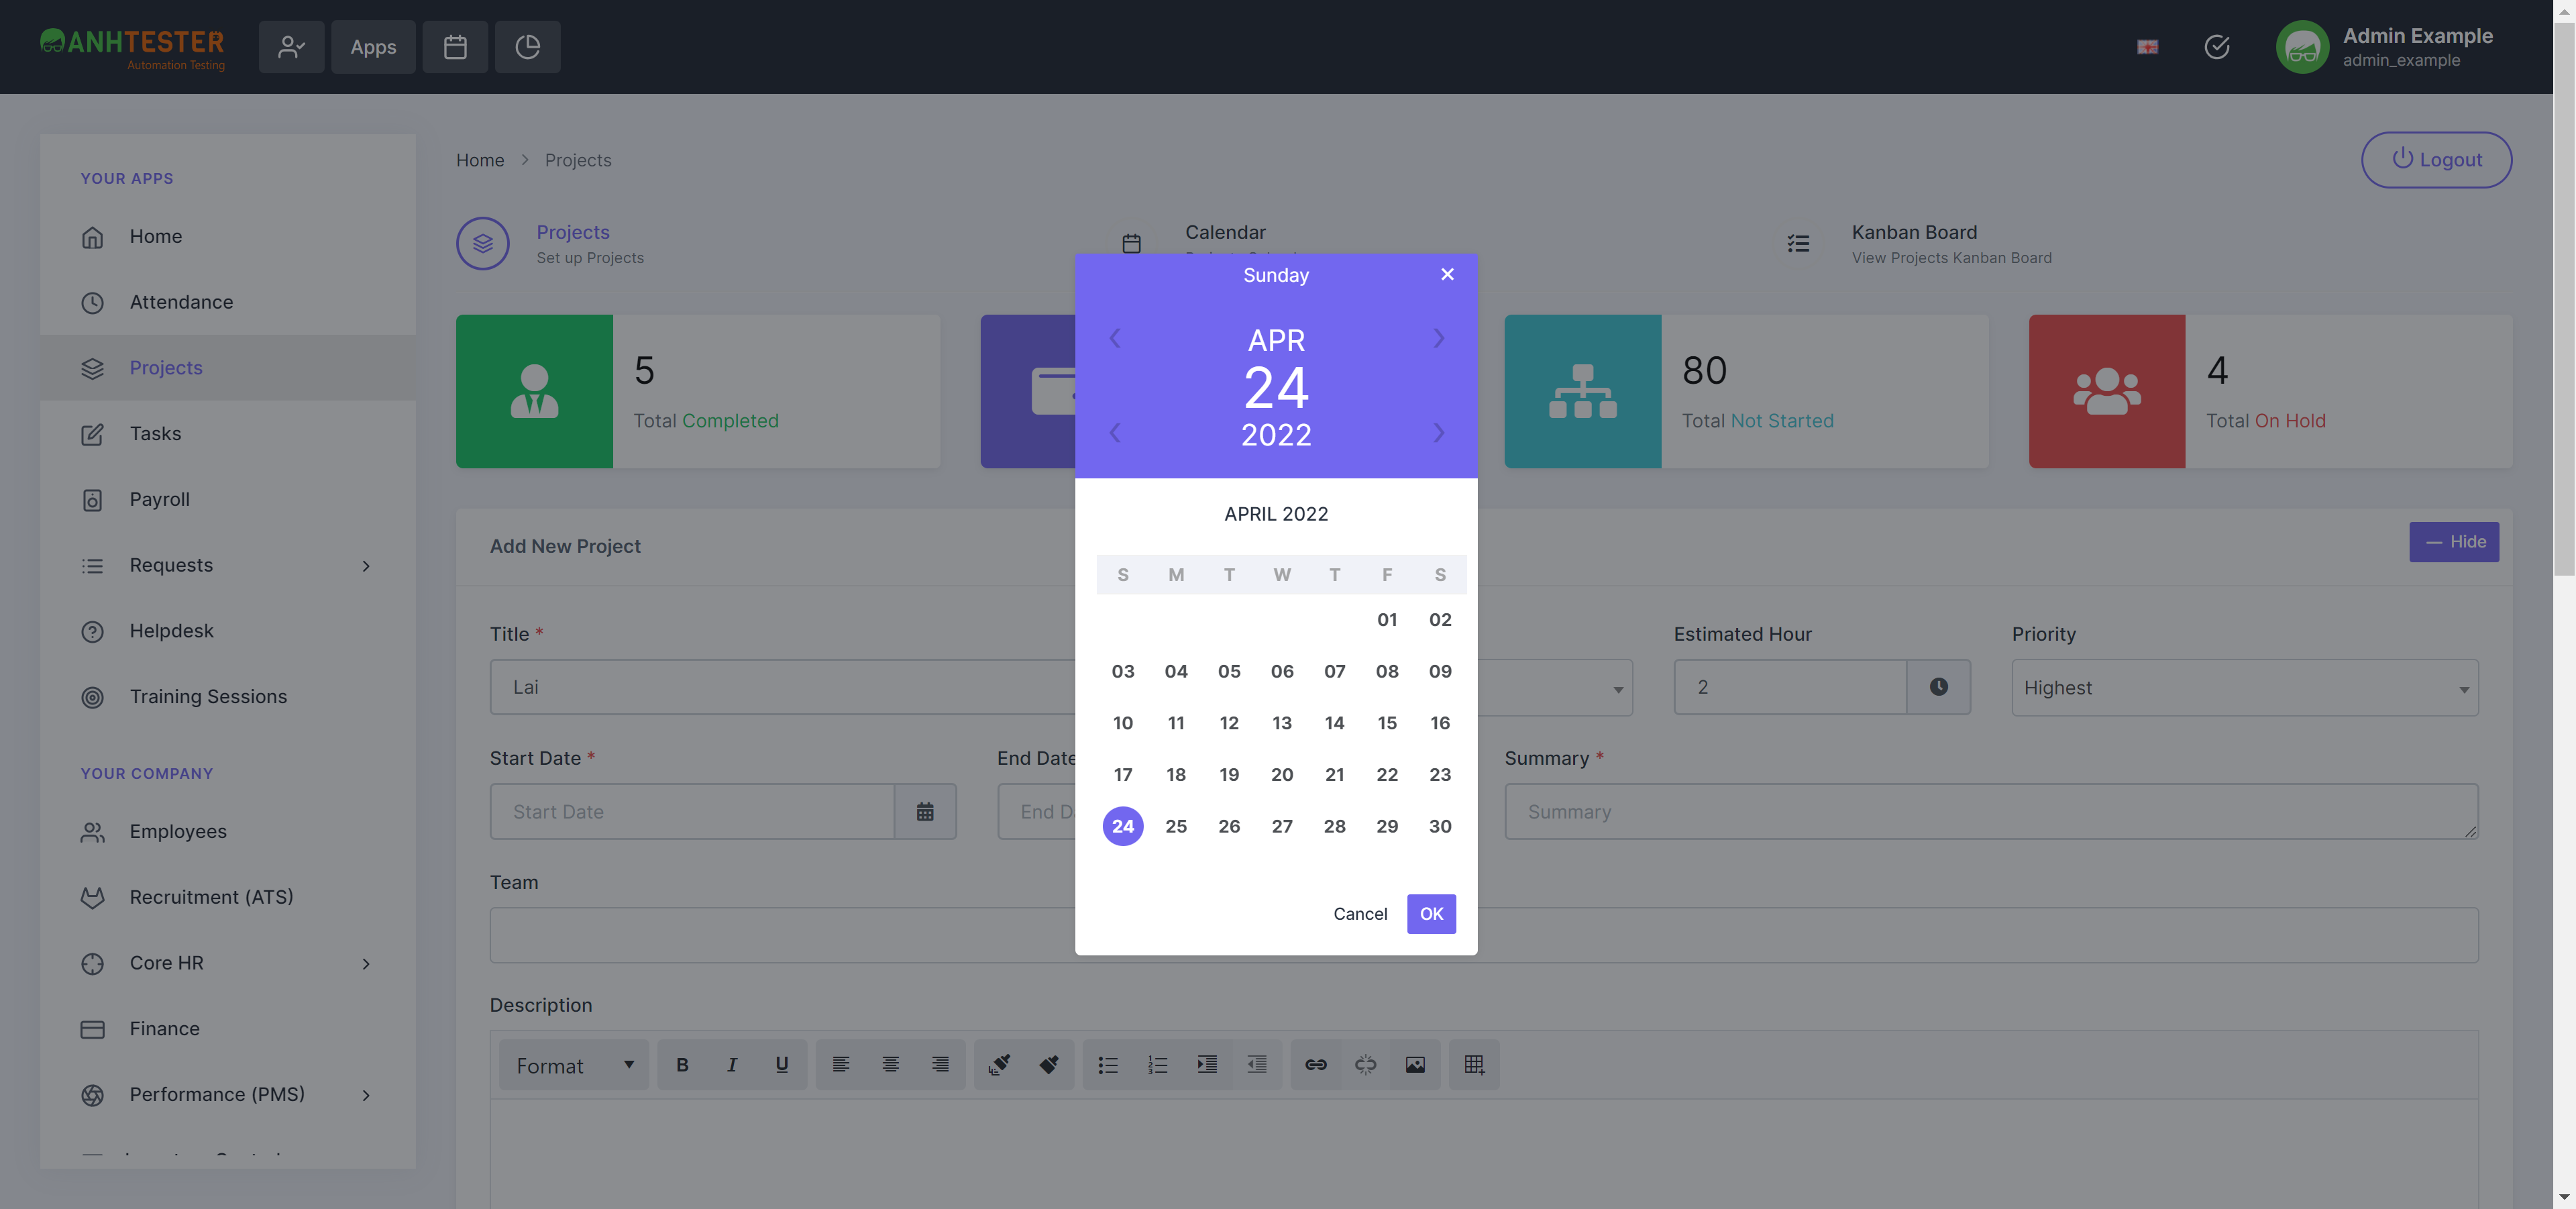 ANHTESTER
Automation Testing
Apps
Admin Example
admin_example
YOUR APPS
Home
Attendance
Projects
Tasks
Payroll
Requests
Helpdesk
Training Sessions
YOUR COMPANY
Employees
Recruitment (ATS)
Core HR
Finance
Performance (PMS)
Home > Projects
Logout
Projects
Set up Projects
Calendar
Kanban Board
View Projects Kanban Board
5
Total Completed
80
Total Not Started
4
Total On Hold
Add New Project
Hide
Title *
Lai
Estimated Hour
2
Priority
Highest
Start Date *
Start Date
End Date
End D
Summary *
Summary
Team
Description
Format
B I U
Sunday
×
APR
24
2022
APRIL 2022
S M T W T F S
01 02
03 04 05 06 07 08 09
10 11 12 13 14 15 16
17 18 19 20 21 22 23
24 25 26 27 28 29 30
Cancel
OK